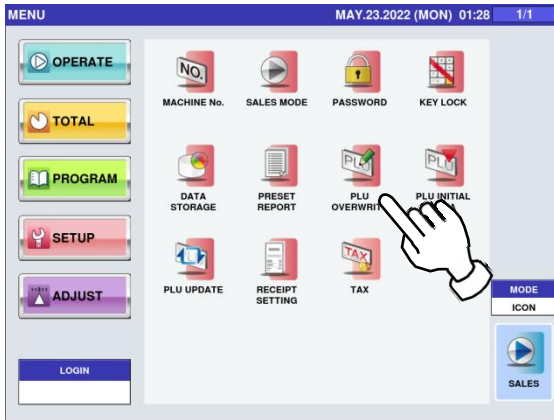 MENU
MAY.23.2022 (MON) 01:28
1/1
OPERATE
TOTAL
PROGRAM
SETUP
ADJUST
LOGIN
NO.
MACHINE No.
SALES MODE
PASSWORD
KEY LOCK
DATA
STORAGE
PRESET
REPORT
PLU
PLU
PLU
PLU INITIAL
PLU UPDATE
RECEIPT
SETTING
TAX
TAX
MODE
ICON
SALES